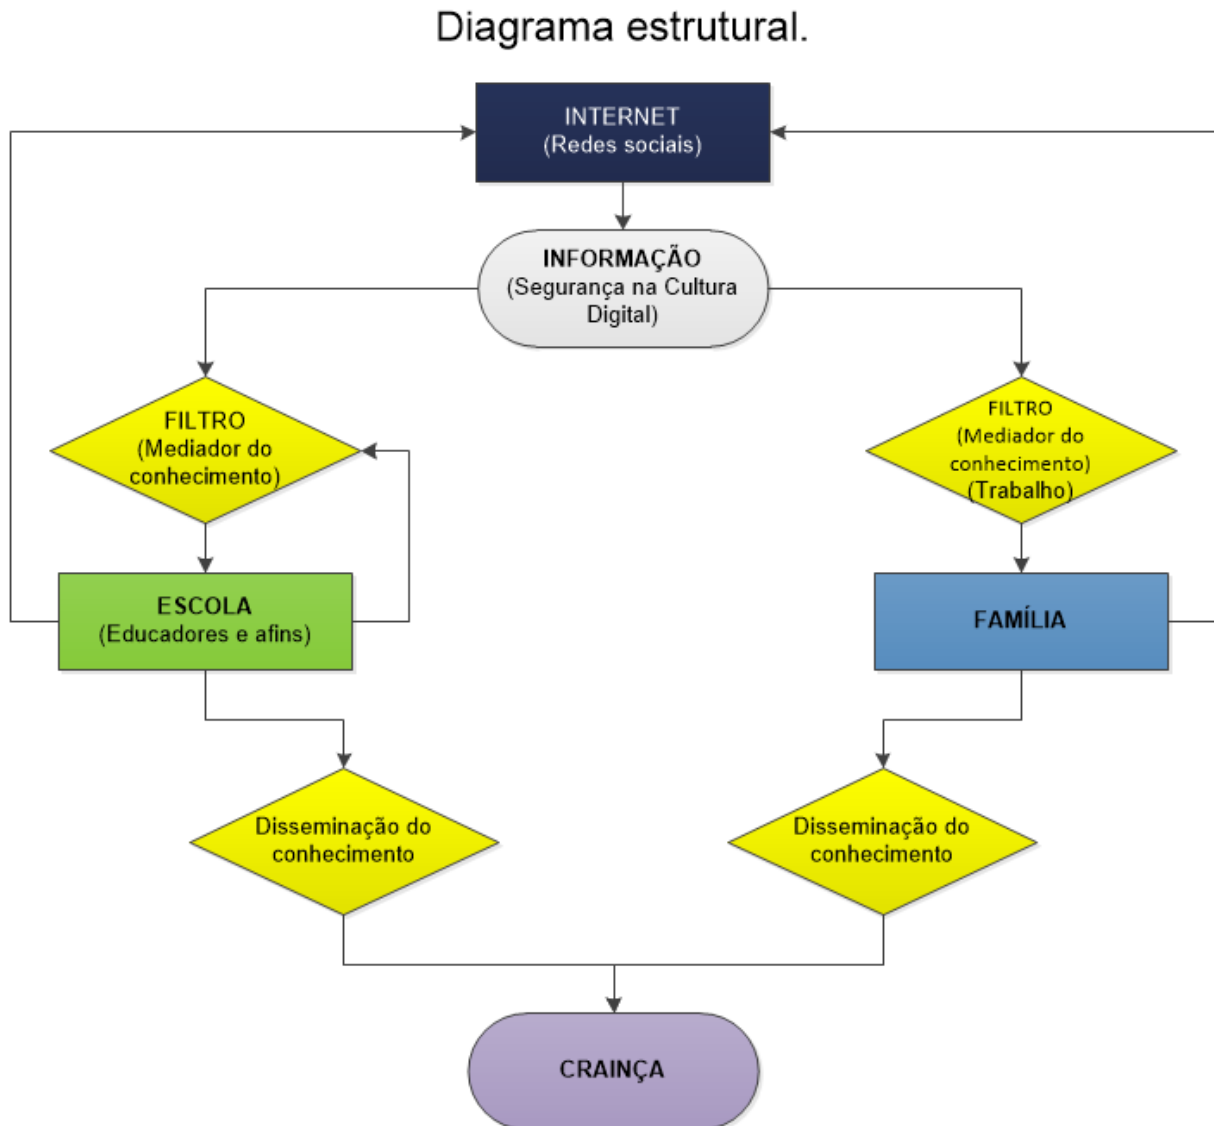 Diagrama estrutural.
INTERNET
(Redes sociais)
INFORMAÇÃO
(Segurança na Cultura
Digital)
FILTRO
(Mediador do
conhecimento)
FILTRO
(Mediador do
conhecimento)
(Trabalho)
ESCOLA
(Educadores e afins)
FAMÍLIA
Disseminação do
conhecimento
Disseminação do
conhecimento
CRAINÇA